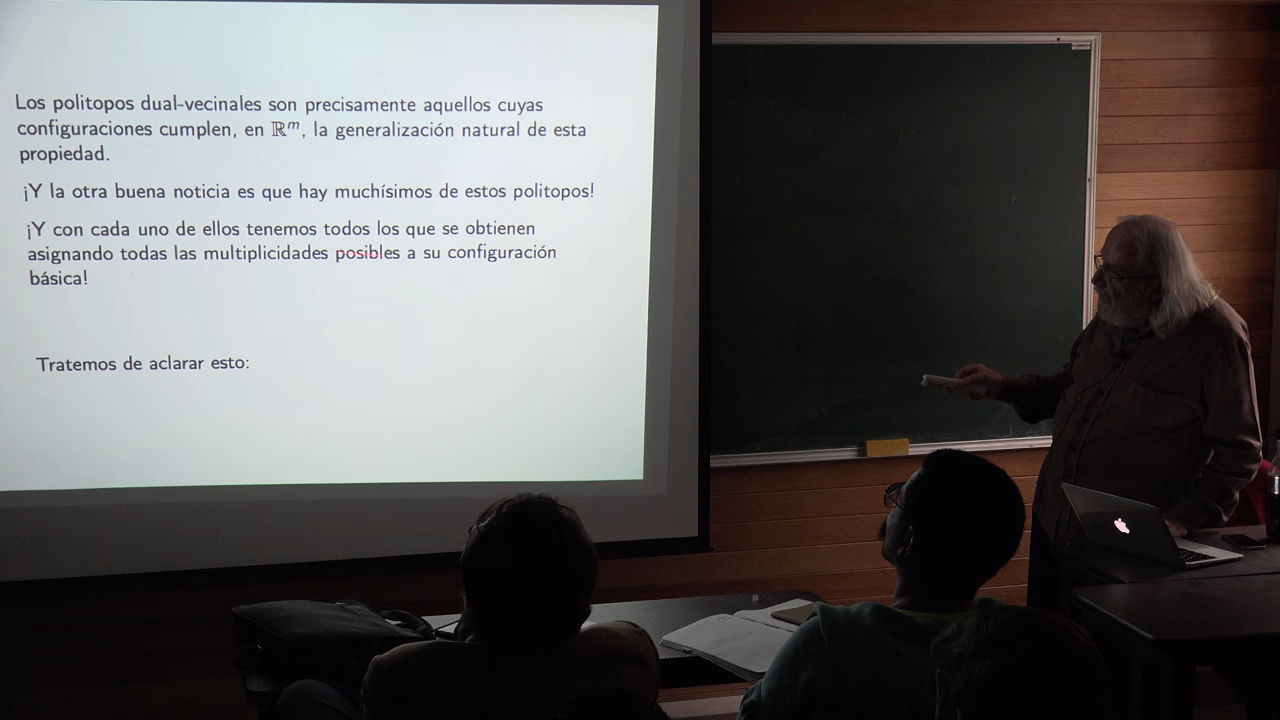 Los politopos dual-vecinales son precisamente aquellos cuyas
configuraciones cumplen, en ℝᵐ, la generalización natural de esta
propiedad.
¡Y la otra buena noticia es que hay muchísimos de estos politopos!
¡Y con cada uno de ellos tenemos todos los que se obtienen
asignando todas las multiplicidades posibles a su configuración
básica!
Tratemos de aclarar esto: